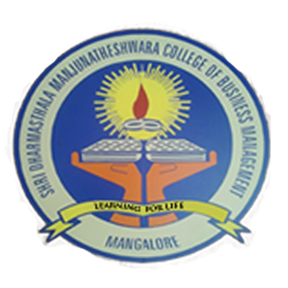 SHRI DHARMASTHALA MANJUNATHESHWARA COLLEGE OF BUSINESS MANAGEMENT
LEARNING FOR LIFE
MANGALORE